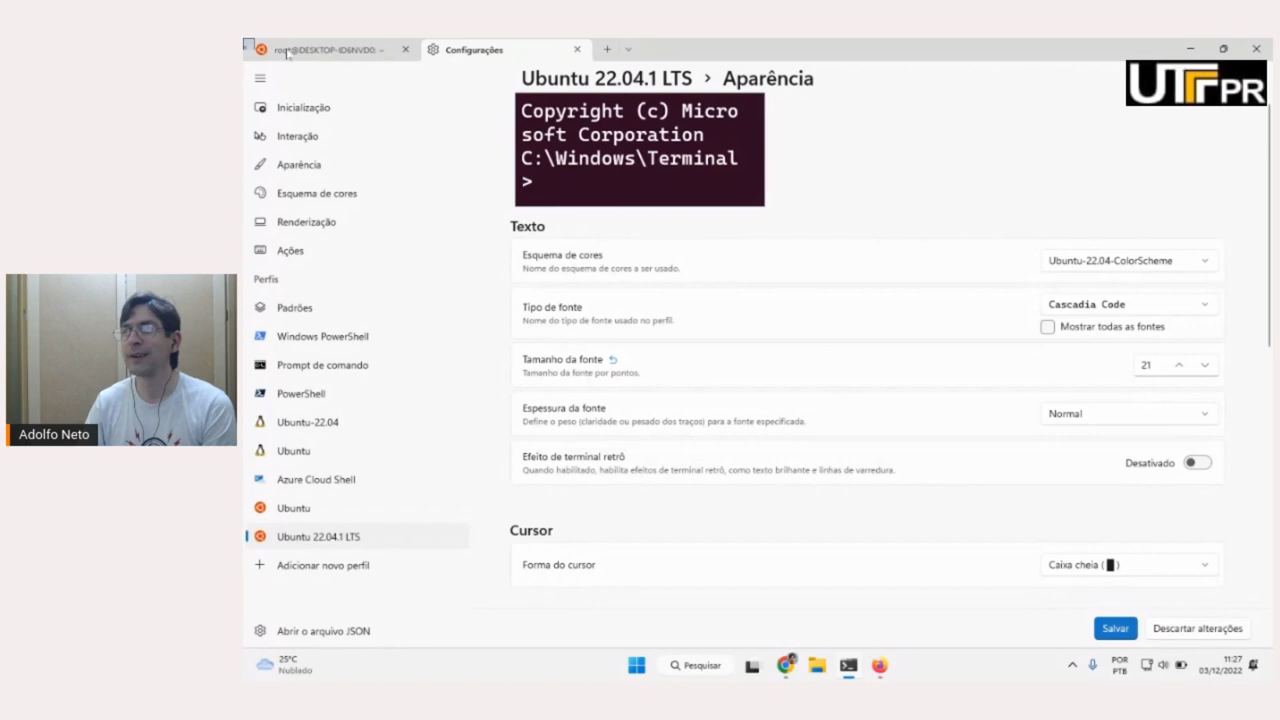 root@DESKTOP-ID6NVD0: ~
Configurações
Ubuntu 22.04.1 LTS > Aparência
UTFPR
Copyright (c) Micro
soft Corporation
C:\Windows\Terminal
>
Inicialização
Interação
Aparência
Esquema de cores
Renderização
Ações
Perfis
Padrões
Windows PowerShell
Prompt de comando
PowerShell
Ubuntu-22.04
Ubuntu
Azure Cloud Shell
Ubuntu
Ubuntu 22.04.1 LTS
Adicionar novo perfil
Abrir o arquivo JSON
Texto
Esquema de cores
Nome do esquema de cores a ser usado.
Ubuntu-22.04-ColorScheme
Tipo de fonte
Nome do tipo de fonte usado no perfil.
Cascadia Code
Mostrar todas as fontes
Tamanho da fonte
Tamanho da fonte por pontos.
21
Espessura da fonte
Define o peso (claridade ou pesado dos traços) para a fonte especificada.
Normal
Efeito de terminal retrô
Quando habilitado, habilita efeitos de terminal retrô, como texto brilhante e linhas de varredura.
Desativado
Cursor
Forma do cursor
Caixa cheia (█)
Salvar
Descartar alterações
Adolfo Neto
25°C
Nublado
Pesquisar
POR
PTB
11:27
03/12/2022